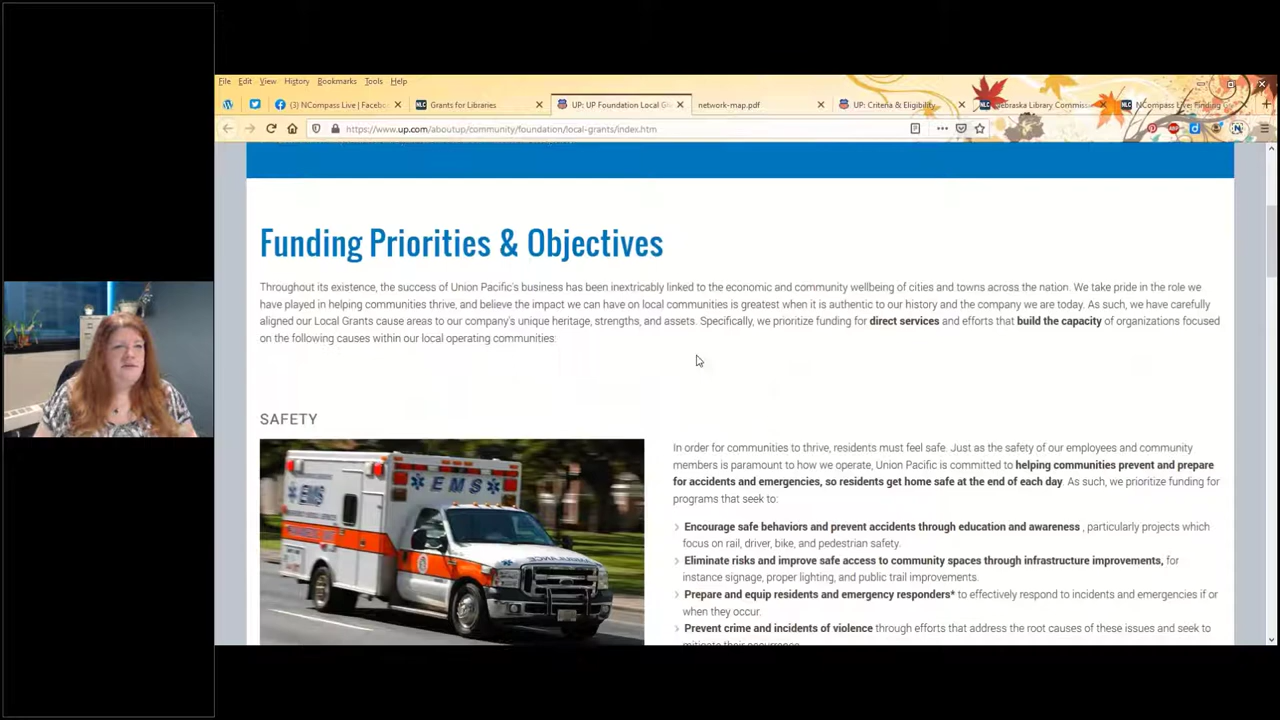 File Edit View History Bookmarks Tools Help
(3) NCompass Live | Facebo
Grants for Libraries
UP: UP Foundation Local Gr
network-map.pdf
UP: Criteria & Eligibility
Nebraska Library Commiss
NCompass Live: Finding
https://www.up.com/aboutup/community/foundation/local-grants/index.htm
Funding Priorities & Objectives
Throughout its existence, the success of Union Pacific's business has been inextricably linked to the economic and community wellbeing of cities and towns across the nation. We take pride in the role we
have played in helping communities thrive, and believe the impact we can have on local communities is greatest when it is authentic to our history and the company we are today. As such, we have carefully
aligned our Local Grants cause areas to our company's unique heritage, strengths, and assets. Specifically, we prioritize funding for direct services and efforts that build the capacity of organizations focused
on the following causes within our local operating communities:
SAFETY
In order for communities to thrive, residents must feel safe. Just as the safety of our employees and community
members is paramount to how we operate, Union Pacific is committed to helping communities prevent and prepare
for accidents and emergencies, so residents get home safe at the end of each day. As such, we prioritize funding for
programs that seek to:
Encourage safe behaviors and prevent accidents through education and awareness , particularly projects which
focus on rail, driver, bike, and pedestrian safety.
Eliminate risks and improve safe access to community spaces through infrastructure improvements, for
instance signage, proper lighting, and public trail improvements.
Prepare and equip residents and emergency responders* to effectively respond to incidents and emergencies if or
when they occur.
Prevent crime and incidents of violence through efforts that address the root causes of these issues and seek to
mitigate their occurrence.
EMS
EMS
AMBULANCE